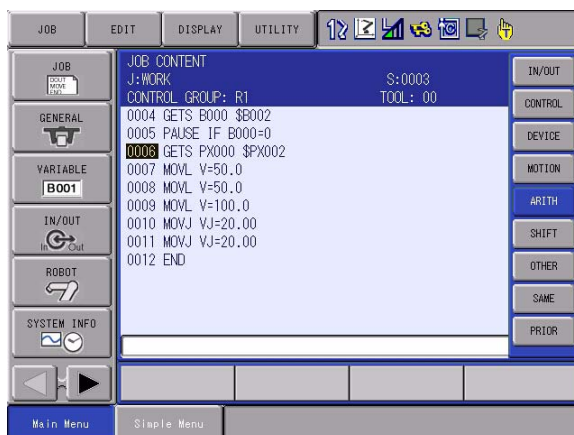 JOB EDIT DISPLAY UTILITY
JOB
DOUT
MOVE
END
GENERAL
VARIABLE
B001
IN/OUT
In Out
ROBOT
SYSTEM INFO
JOB CONTENT
J:WORK S:0003
CONTROL GROUP: R1 TOOL: 00
0004 GETS B000 $B002
0005 PAUSE IF B000=0
0006 GETS PX000 $PX002
0007 MOVL V=50.0
0008 MOVL V=50.0
0009 MOVL V=100.0
0010 MOVJ VJ=20.00
0011 MOVJ VJ=20.00
0012 END
IN/OUT
CONTROL
DEVICE
MOTION
ARITH
SHIFT
OTHER
SAME
PRIOR
Main Menu Simple Menu